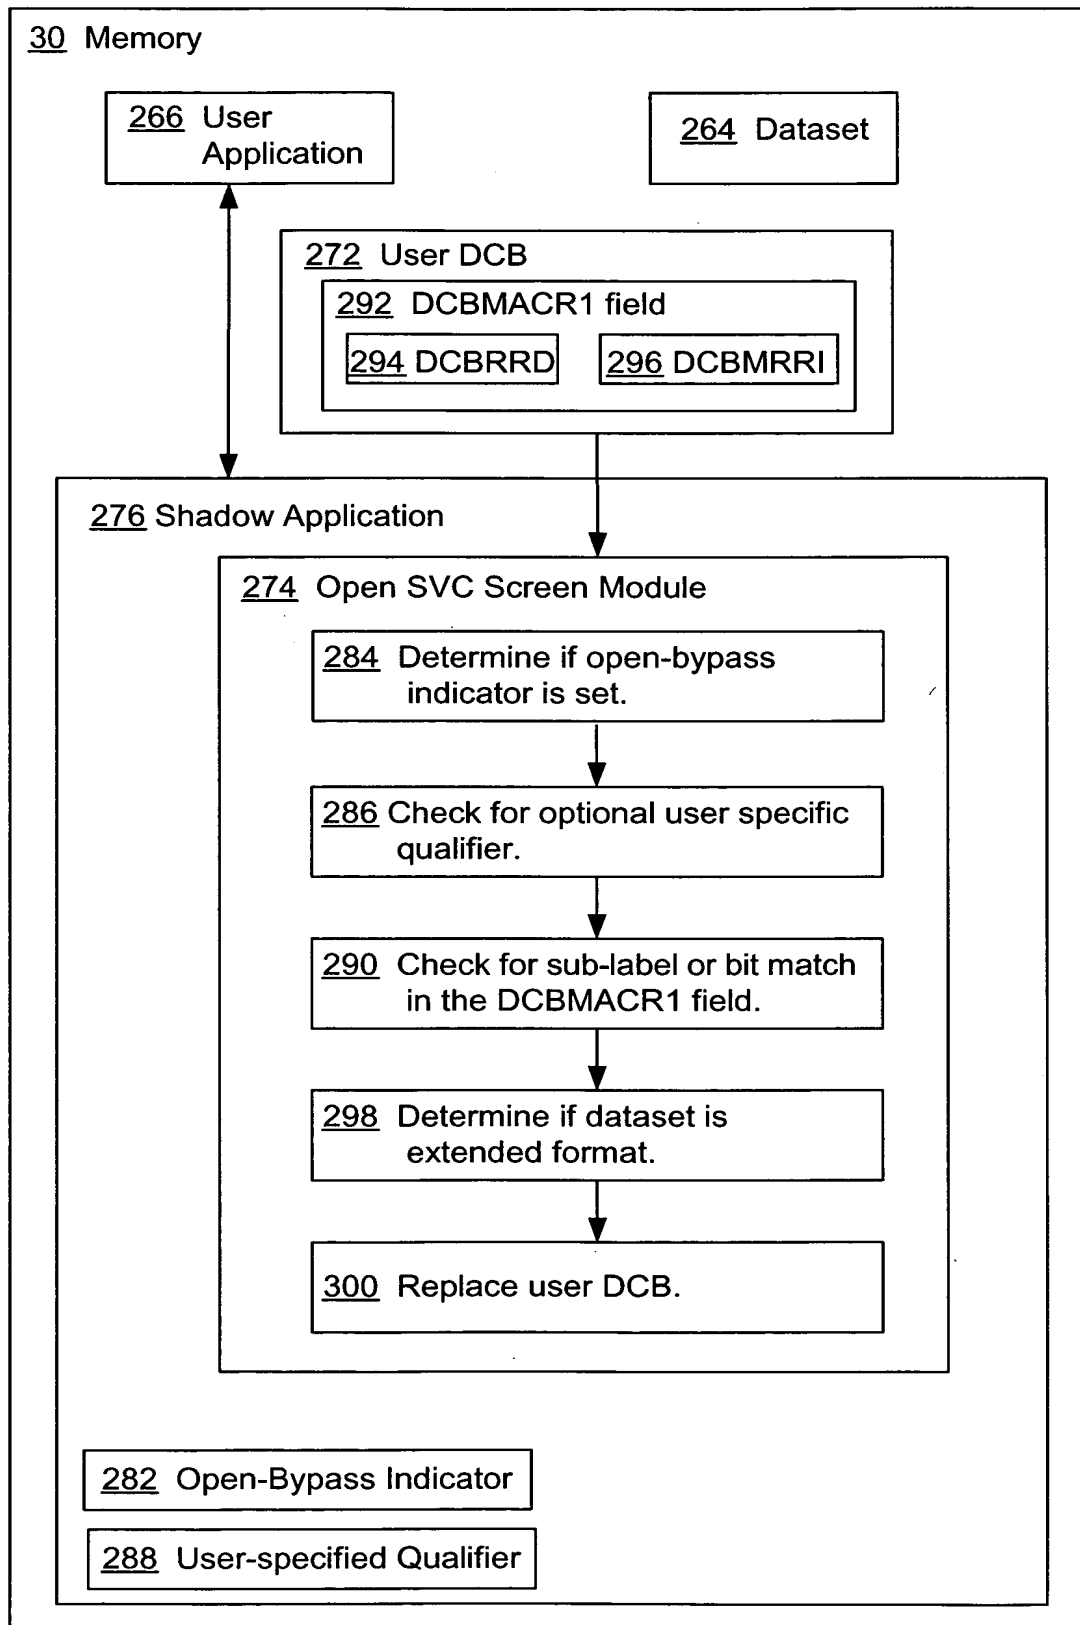 30 Memory
266 User
Application
264 Dataset
272 User DCB
292 DCBMACR1 field
294 DCBRRD
296 DCBMRRI
276 Shadow Application
274 Open SVC Screen Module
284 Determine if open-bypass
indicator is set.
286 Check for optional user specific
qualifier.
290 Check for sub-label or bit match
in the DCBMACR1 field.
298 Determine if dataset is
extended format.
300 Replace user DCB.
282 Open-Bypass Indicator
288 User-specified Qualifier